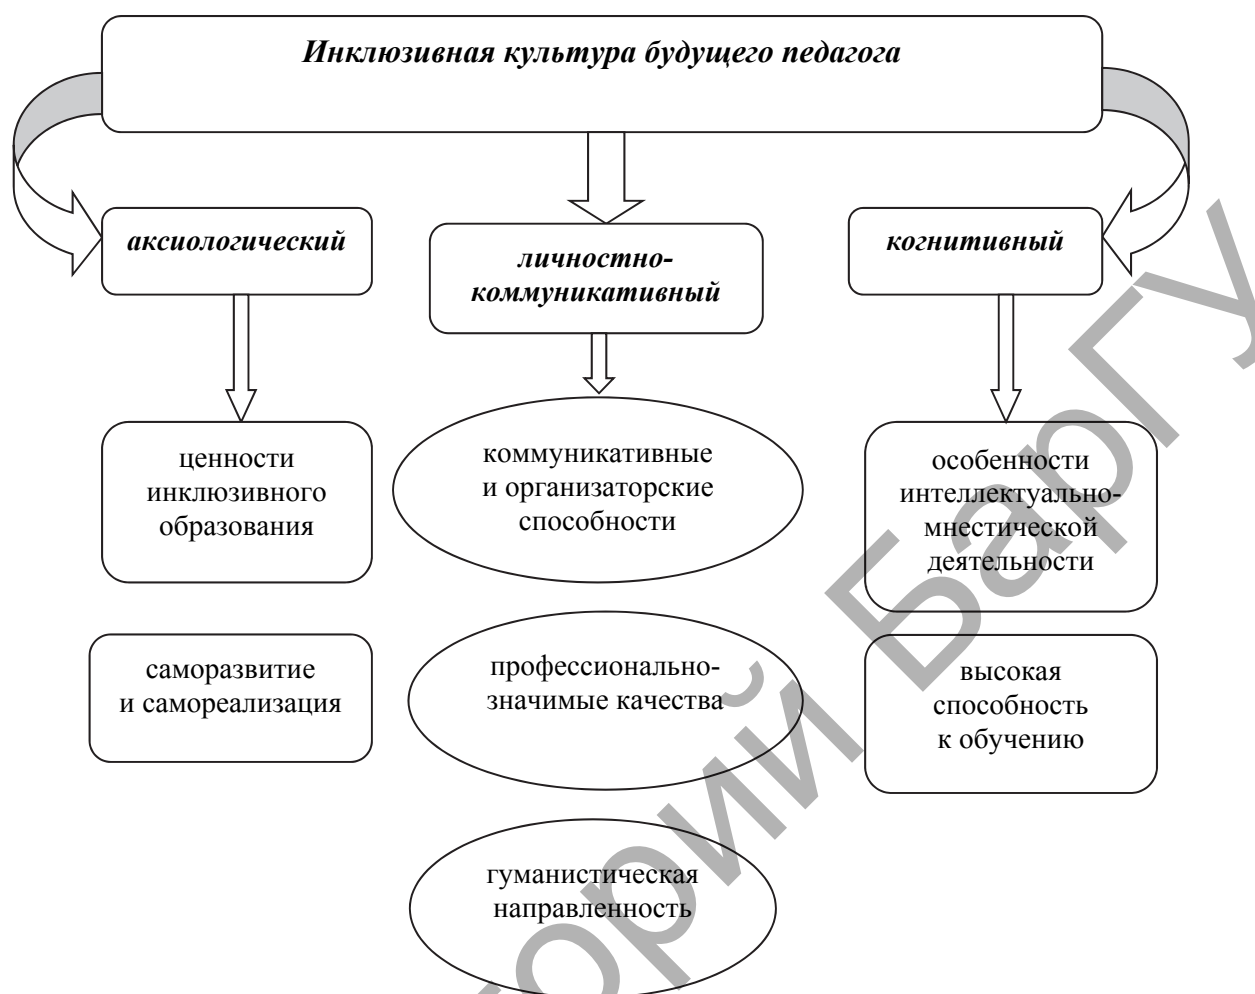 Инклюзивная культура будущего педагога
аксиологический
личностно-
коммуникативный
когнитивный
ценности
инклюзивного
образования
коммуникативные
и организаторские
способности
особенности
интеллектуально-
мнестической
деятельности
саморазвитие
и самореализация
профессионально-
значимые качества
высокая
способность
к обучению
гуманистическая
направленность
БарГУ